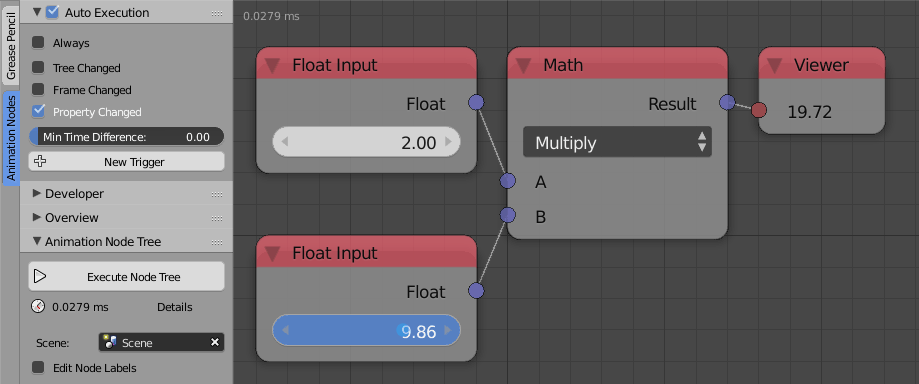 Grease Pencil
Animation Nodes
Auto Execution
Always
Tree Changed
Frame Changed
Property Changed
Min Time Difference: 0.00
New Trigger
Developer
Overview
Animation Node Tree
Execute Node Tree
0.0279 ms Details
Scene: Scene
Edit Node Labels
0.0279 ms
Float Input
Float
2.00
Float Input
Float
9.86
Math
Result
Multiply
A
B
Viewer
19.72